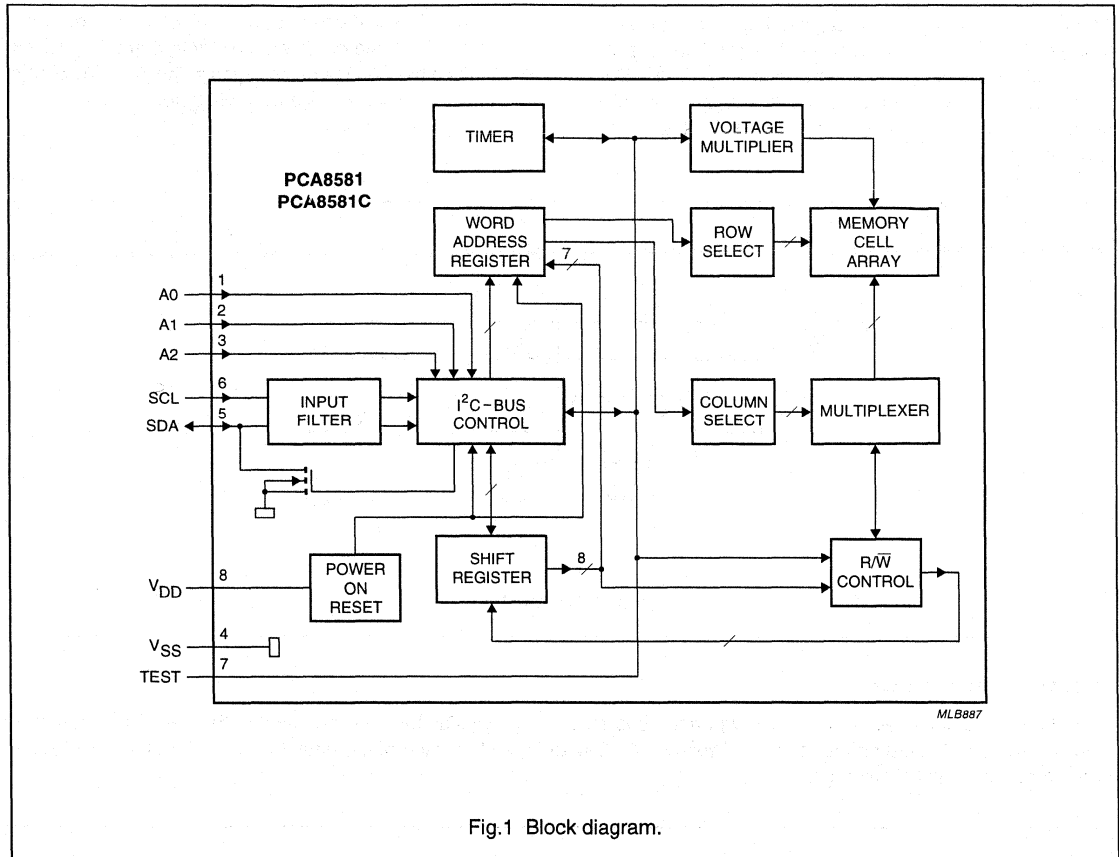 PCA8581
PCA8581C
TIMER
VOLTAGE
MULTIPLIER
WORD
ADDRESS
REGISTER
7
ROW
SELECT
MEMORY
CELL
ARRAY
A0
1
A1
2
A2
3
SCL
6
SDA
5
INPUT
FILTER
I²C-BUS
CONTROL
COLUMN
SELECT
MULTIPLEXER
VDD
8
POWER
ON
RESET
SHIFT
REGISTER
8
R/W̅
CONTROL
VSS
4
TEST
7
MLB887
Fig.1 Block diagram.